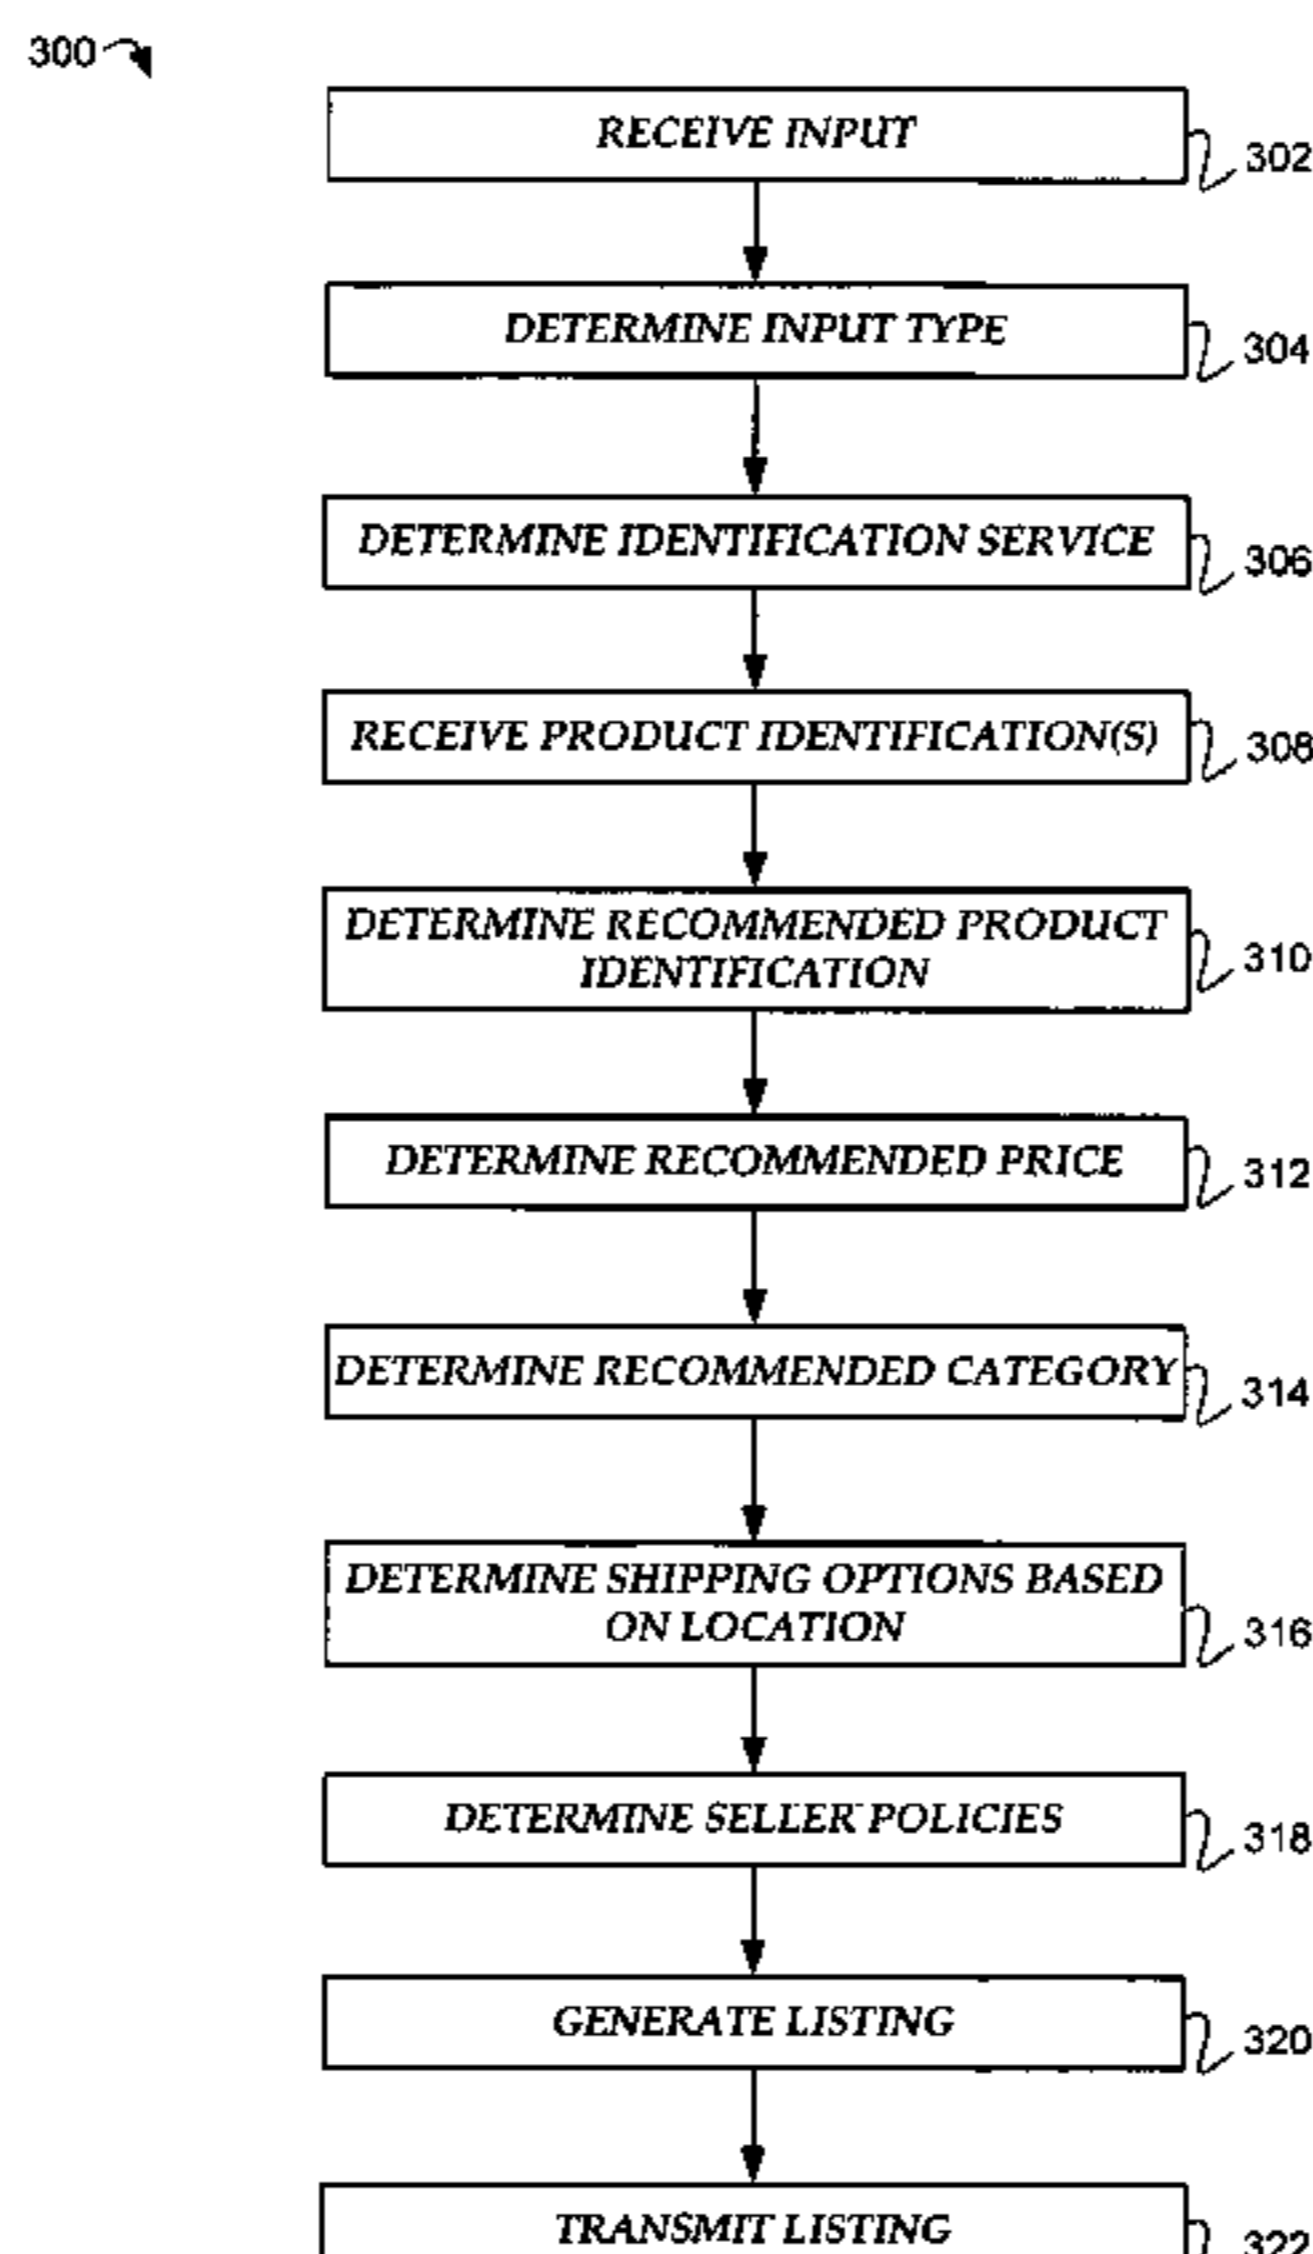 300
RECEIVE INPUT
302
DETERMINE INPUT TYPE
304
DETERMINE IDENTIFICATION SERVICE
306
RECEIVE PRODUCT IDENTIFICATION(S)
308
DETERMINE RECOMMENDED PRODUCT
IDENTIFICATION
310
DETERMINE RECOMMENDED PRICE
312
DETERMINE RECOMMENDED CATEGORY
314
DETERMINE SHIPPING OPTIONS BASED
ON LOCATION
316
DETERMINE SELLER POLICIES
318
GENERATE LISTING
320
TRANSMIT LISTING
322